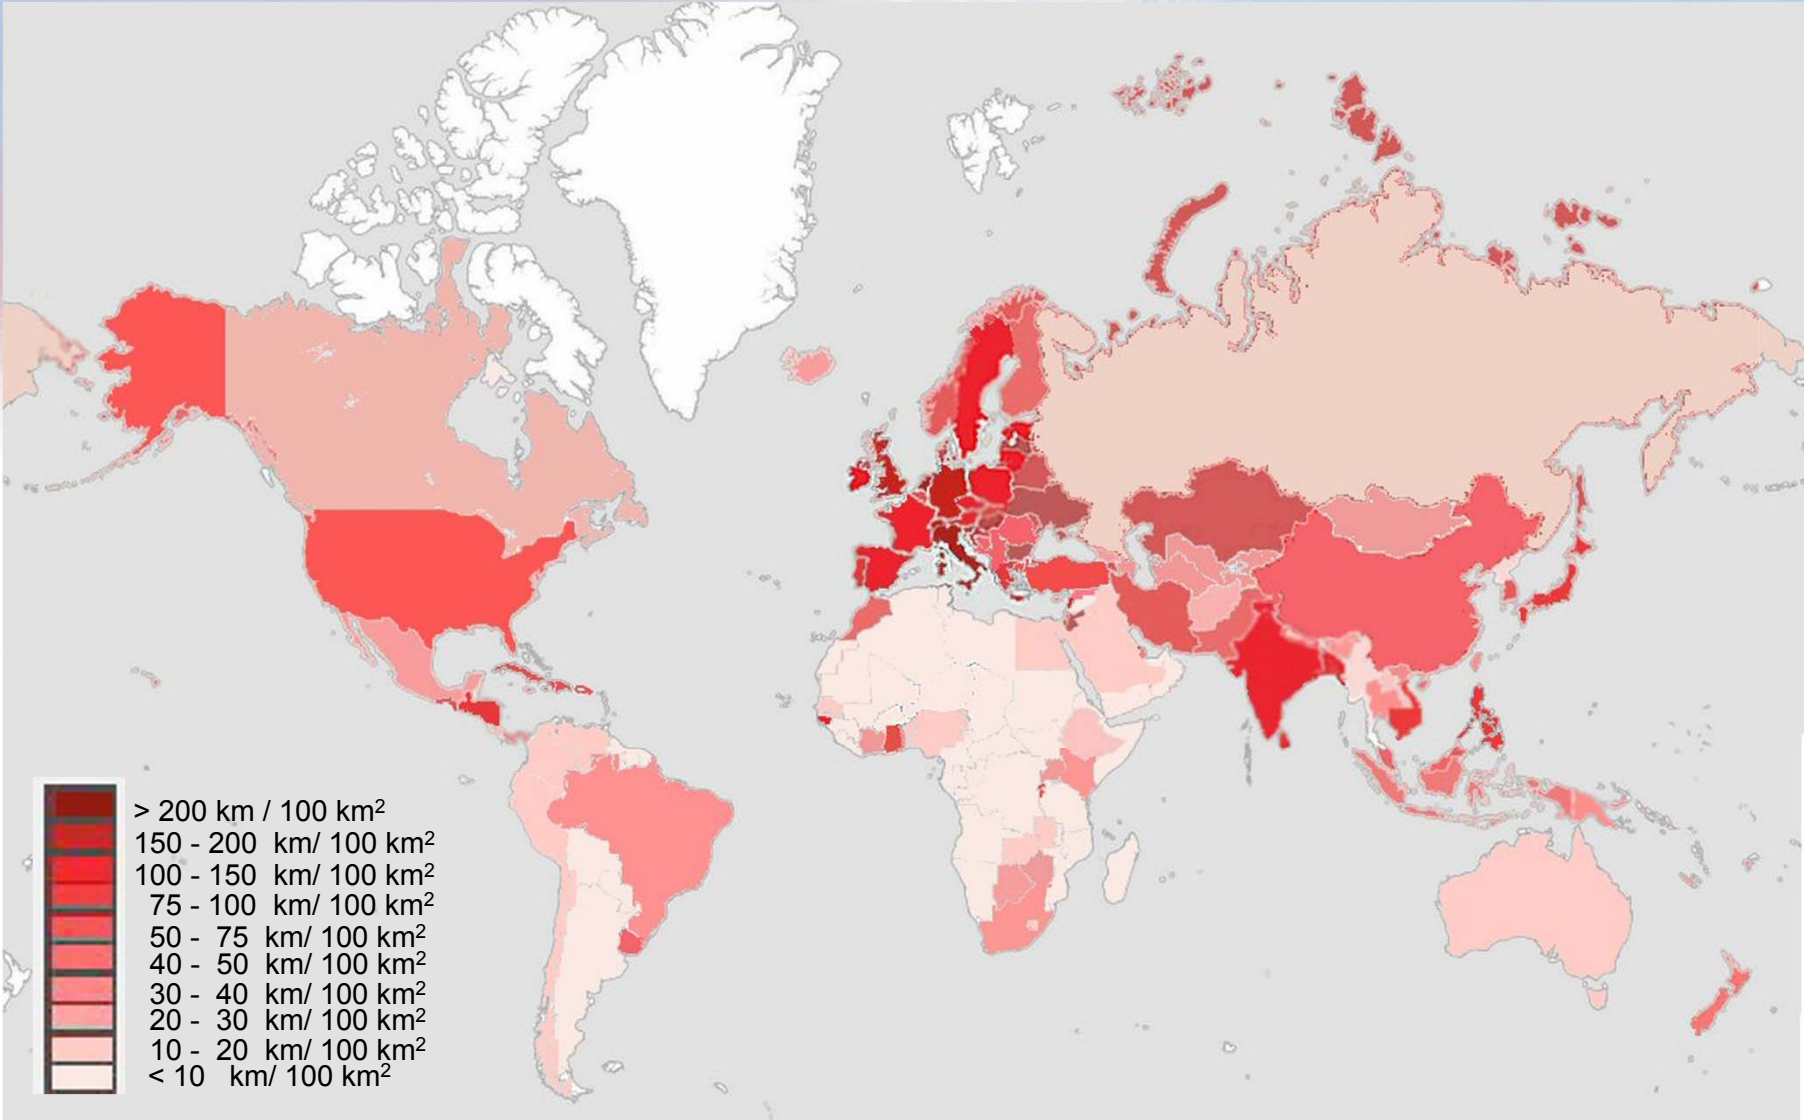 > 200 km / 100 km²
150 - 200 km/ 100 km²
100 - 150 km/ 100 km²
75 - 100 km/ 100 km²
50 - 75 km/ 100 km²
40 - 50 km/ 100 km²
30 - 40 km/ 100 km²
20 - 30 km/ 100 km²
10 - 20 km/ 100 km²
< 10 km/ 100 km²